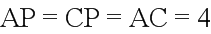 AP = CP = AC = 4